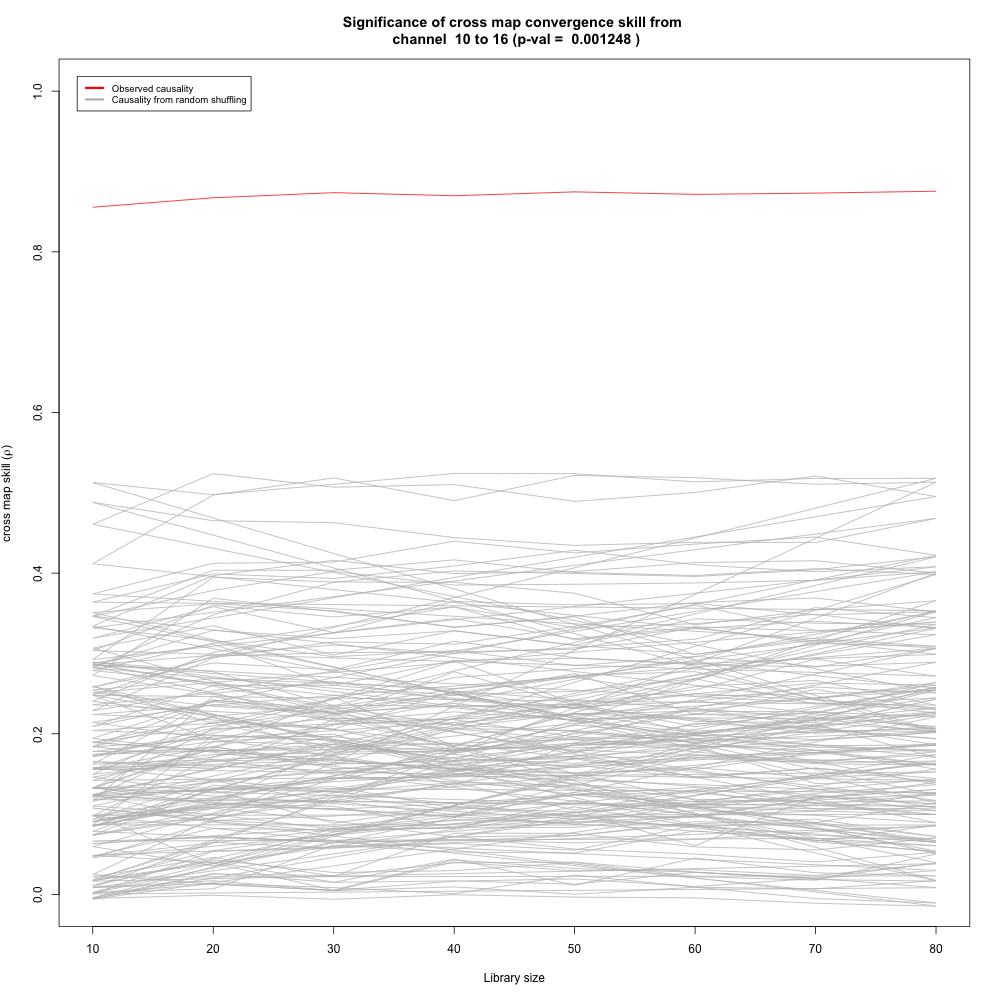 Significance of cross map convergence skill from
channel  10 to 16 (p-val =  0.001248 )
Observed causality
Causality from random shuffling
cross map skill (ρ)
1.0
0.8
0.6
0.4
0.2
0.0
10 20 30 40 50 60 70 80
Library size